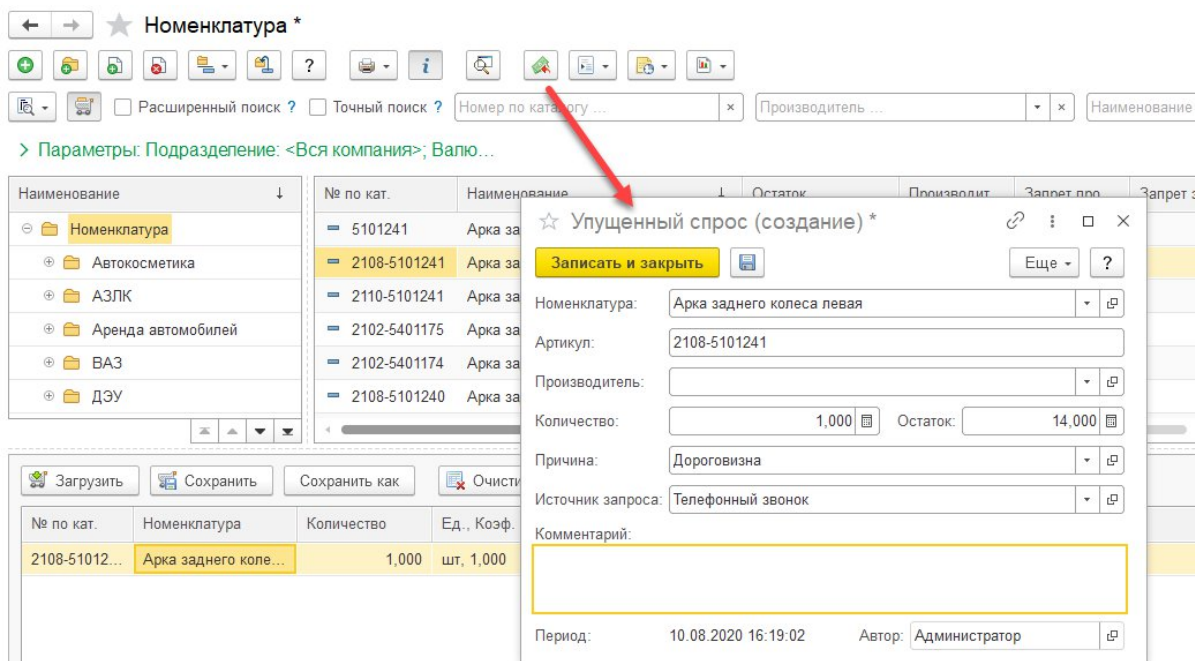 Номенклатура *
?
i
Расширенный поиск ? Точный поиск ? Номер по каталогу ... × Производитель ... × Наименование
> Параметры: Подразделение: <Вся компания>; Валю...
Наименование ↓ № по кат. Наименование ↓ Остаток Производит... Запрет про...
Номенклатура
Автокосметика
АЗЛК
Аренда автомобилей
ВАЗ
ДЭУ
5101241 Арка за
2108-5101241 Арка за
2110-5101241 Арка за
2102-5401175 Арка за
2102-5401174 Арка за
2108-5101240 Арка за
Загрузить Сохранить Сохранить как
№ по кат. Номенклатура Количество Ед., Коэф.
2108-51012... Арка заднего коле... 1,000 шт, 1,000
Упущенный спрос (создание) *
Записать и закрыть Еще ?
Номенклатура: Арка заднего колеса левая
Артикул: 2108-5101241
Производитель:
Количество: 1,000 Остаток: 14,000
Причина: Дороговизна
Источник запроса: Телефонный звонок
Комментарий:
Период: 10.08.2020 16:19:02 Автор: Администратор